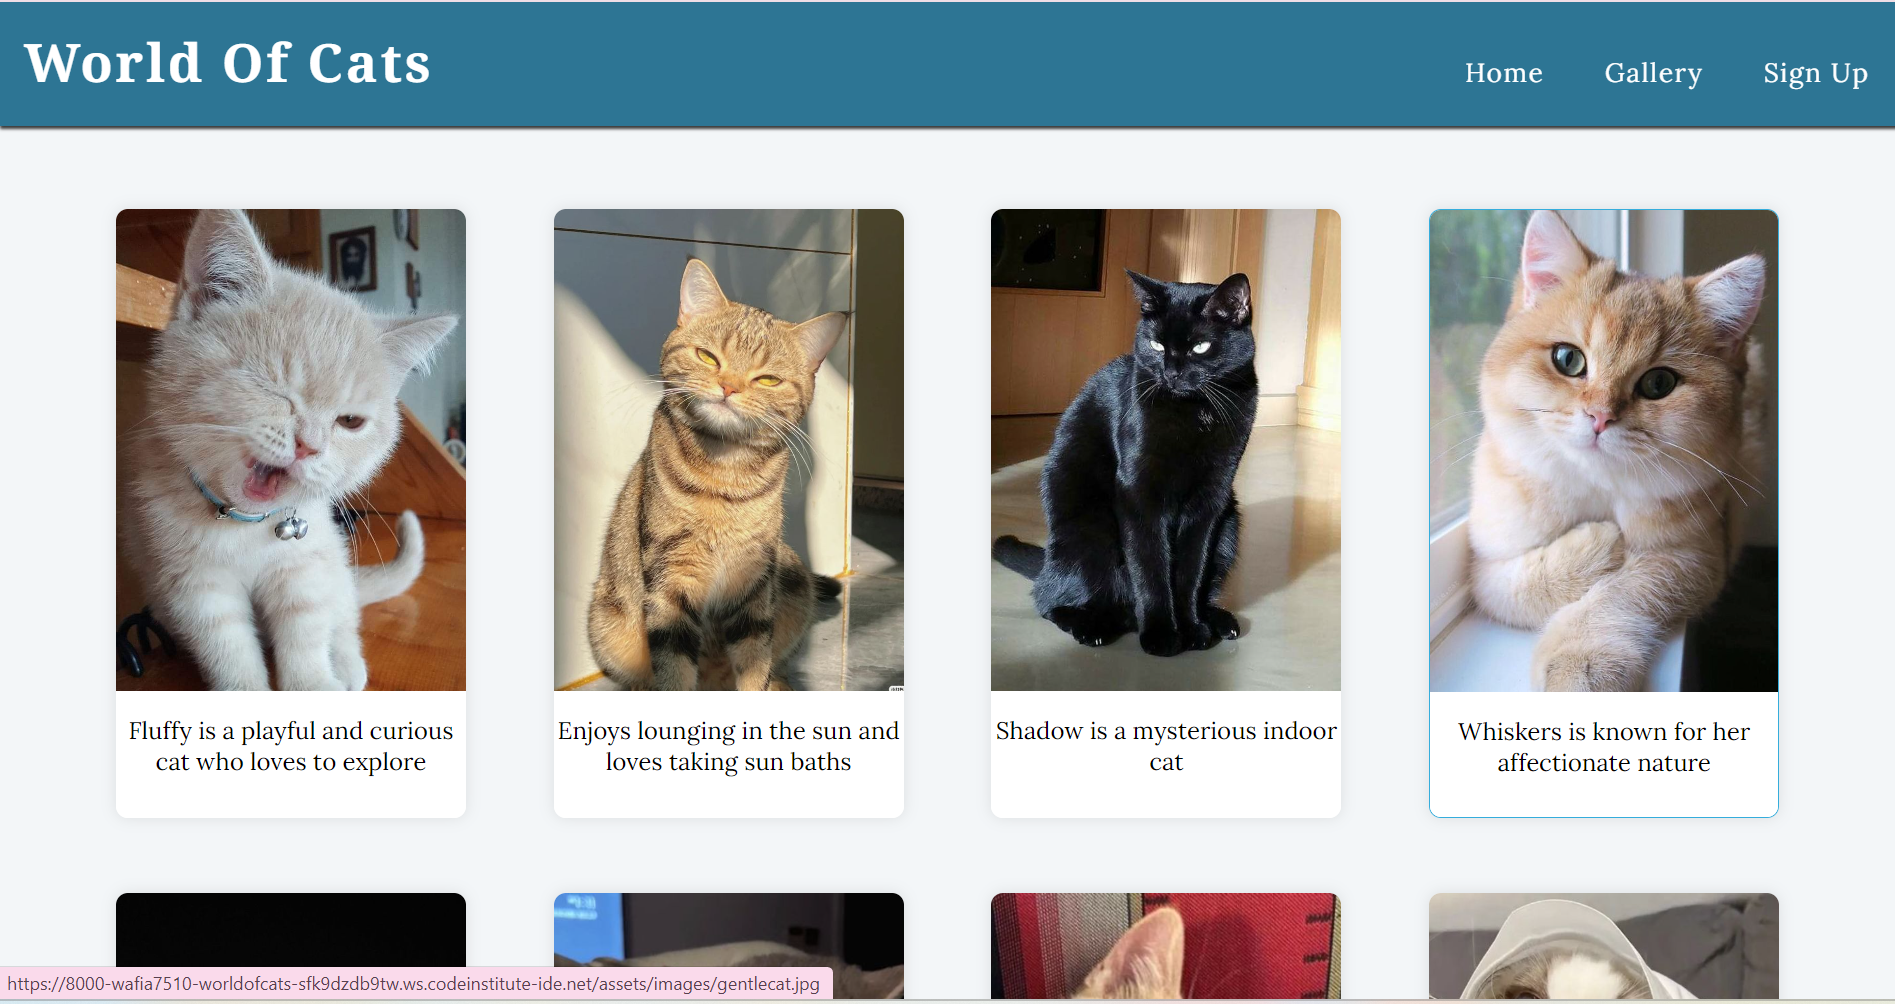 World Of Cats
Home Gallery Sign Up
Fluffy is a playful and curious
cat who loves to explore
Enjoys lounging in the sun and
loves taking sun baths
Shadow is a mysterious indoor
cat
Whiskers is known for her
affectionate nature
https://8000-wafia7510-worldofcats-sfk9dzdb9tw.ws.codeinstitute-ide.net/assets/images/gentlecat.jpg